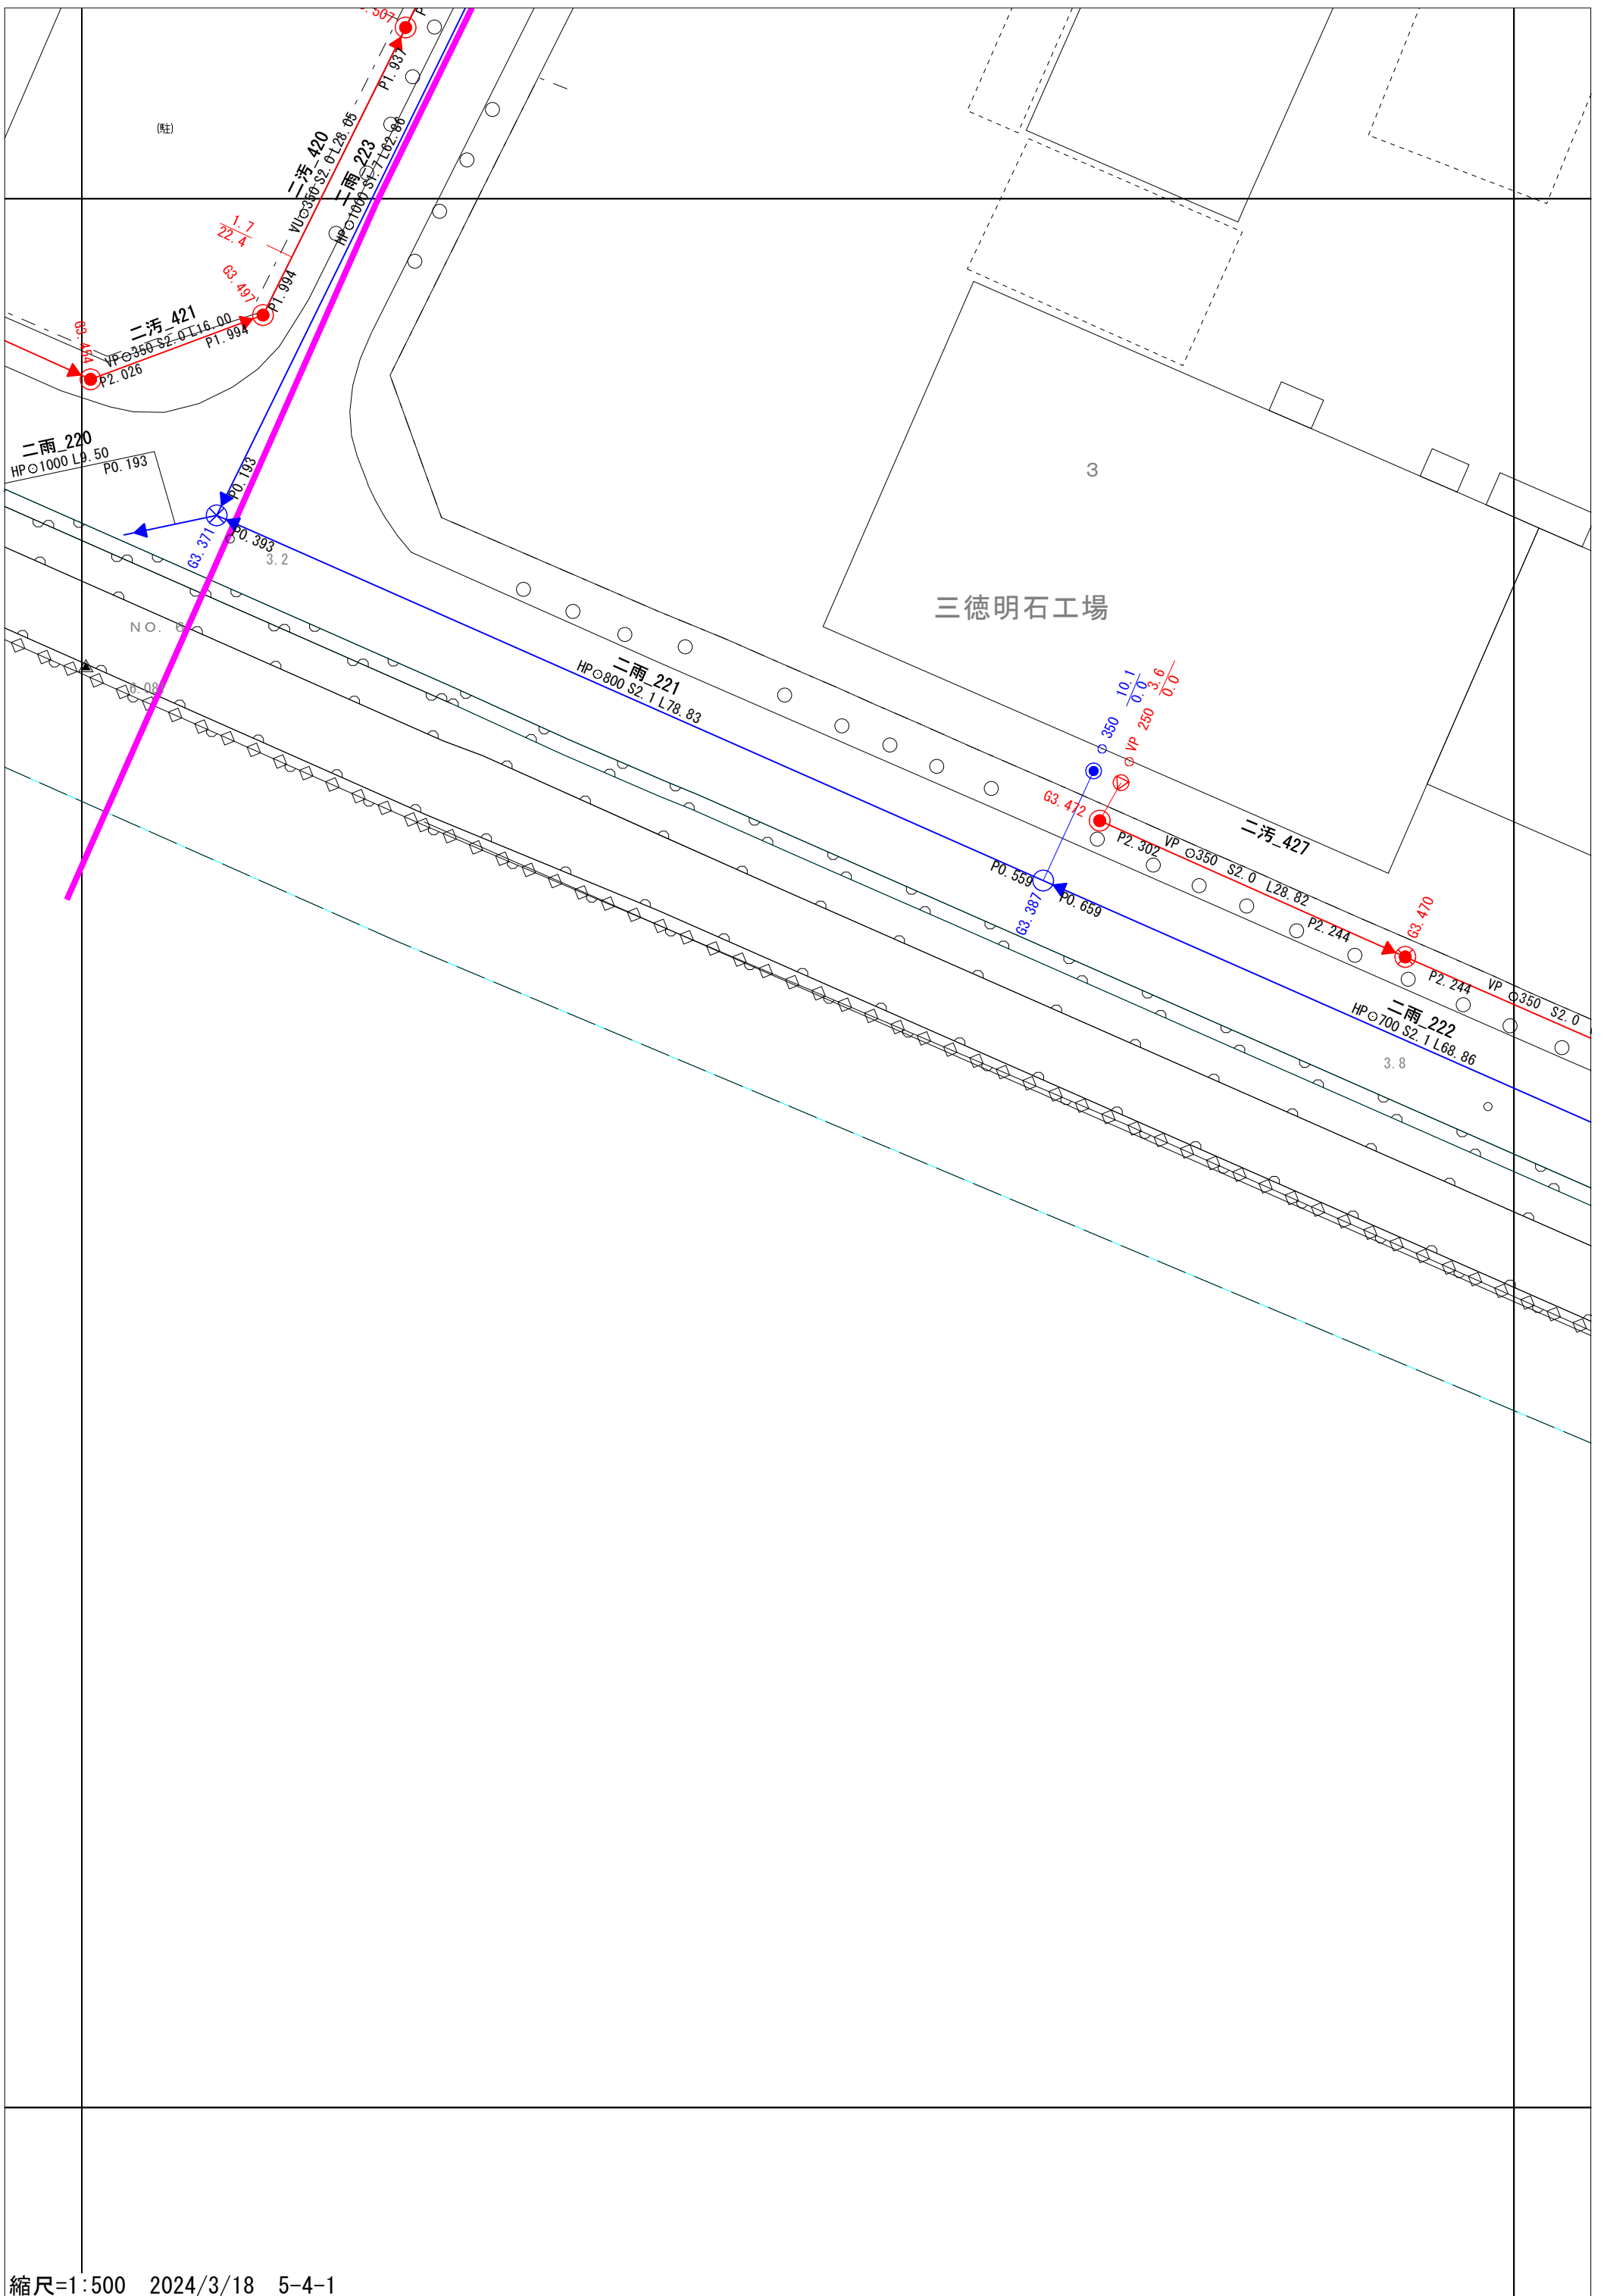 P1.937
(駐)
二汚_420
VU⊙350 S2.0 L28.05
二雨_223
HP⊙1000 S1.7 L62.86
1.7
22.4
G3.497
P1.994
二汚_421
VP⊙350 S2.0 L16.00
P1.994
G3.454
P2.026
二雨_220
HP⊙1000 L9.50
P0.193
P0.193
G3.371
P0.393
3.2
3
三徳明石工場
NO. 6
二雨_221
HP⊙800 S2.1 L78.83
10.1
0.0
○ 350
3.6
0.0
○ VP 250
G3.472
P2.302
VP ⊙350 S2.0 L28.82
二汚_427
P0.559
G3.387
P0.659
P2.244
G3.470
P2.244
VP ⊙350 S2.0
二雨_222
HP⊙700 S2.1 L68.86
3.8
縮尺=1:500 2024/3/18 5-4-1